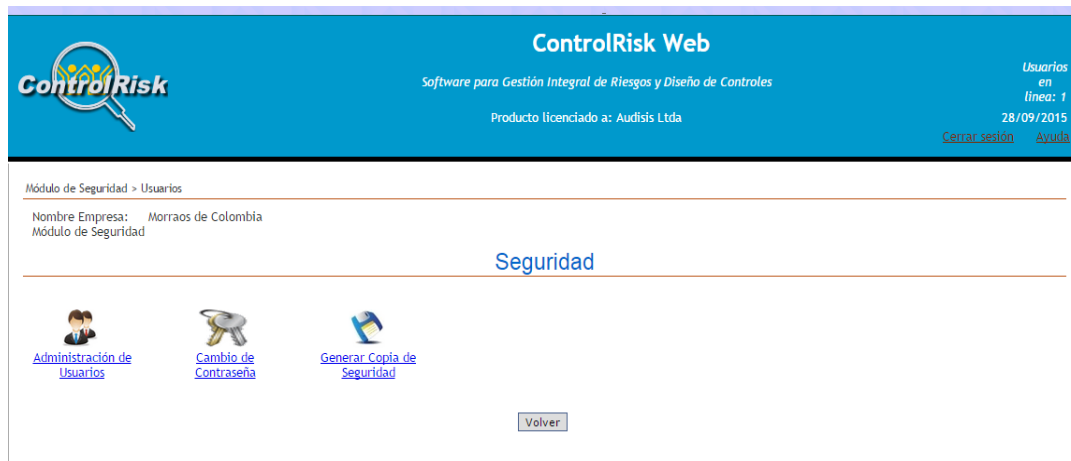 ControlRisk Web
ControlRisk
Software para Gestión Integral de Riesgos y Diseño de Controles
Usuarios
en
linea: 1
Producto licenciado a: Audisis Ltda
28/09/2015
Cerrar sesión Ayuda
Módulo de Seguridad > Usuarios
Nombre Empresa: Morraos de Colombia
Módulo de Seguridad
Seguridad
Administración de
Usuarios
Cambio de
Contraseña
Generar Copia de
Seguridad
Volver